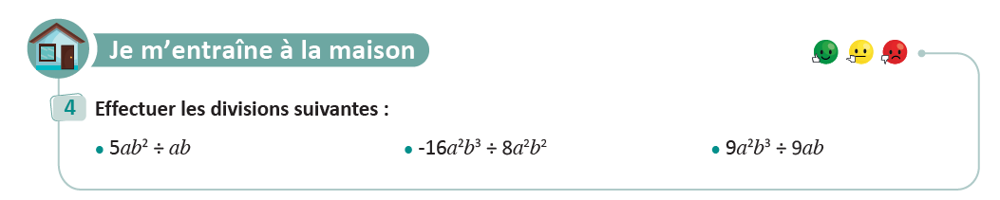 Je m'entraîne à la maison
4 Effectuer les divisions suivantes :
• 5ab² ÷ ab • -16a²b³ ÷ 8a²b² • 9a²b³ ÷ 9ab